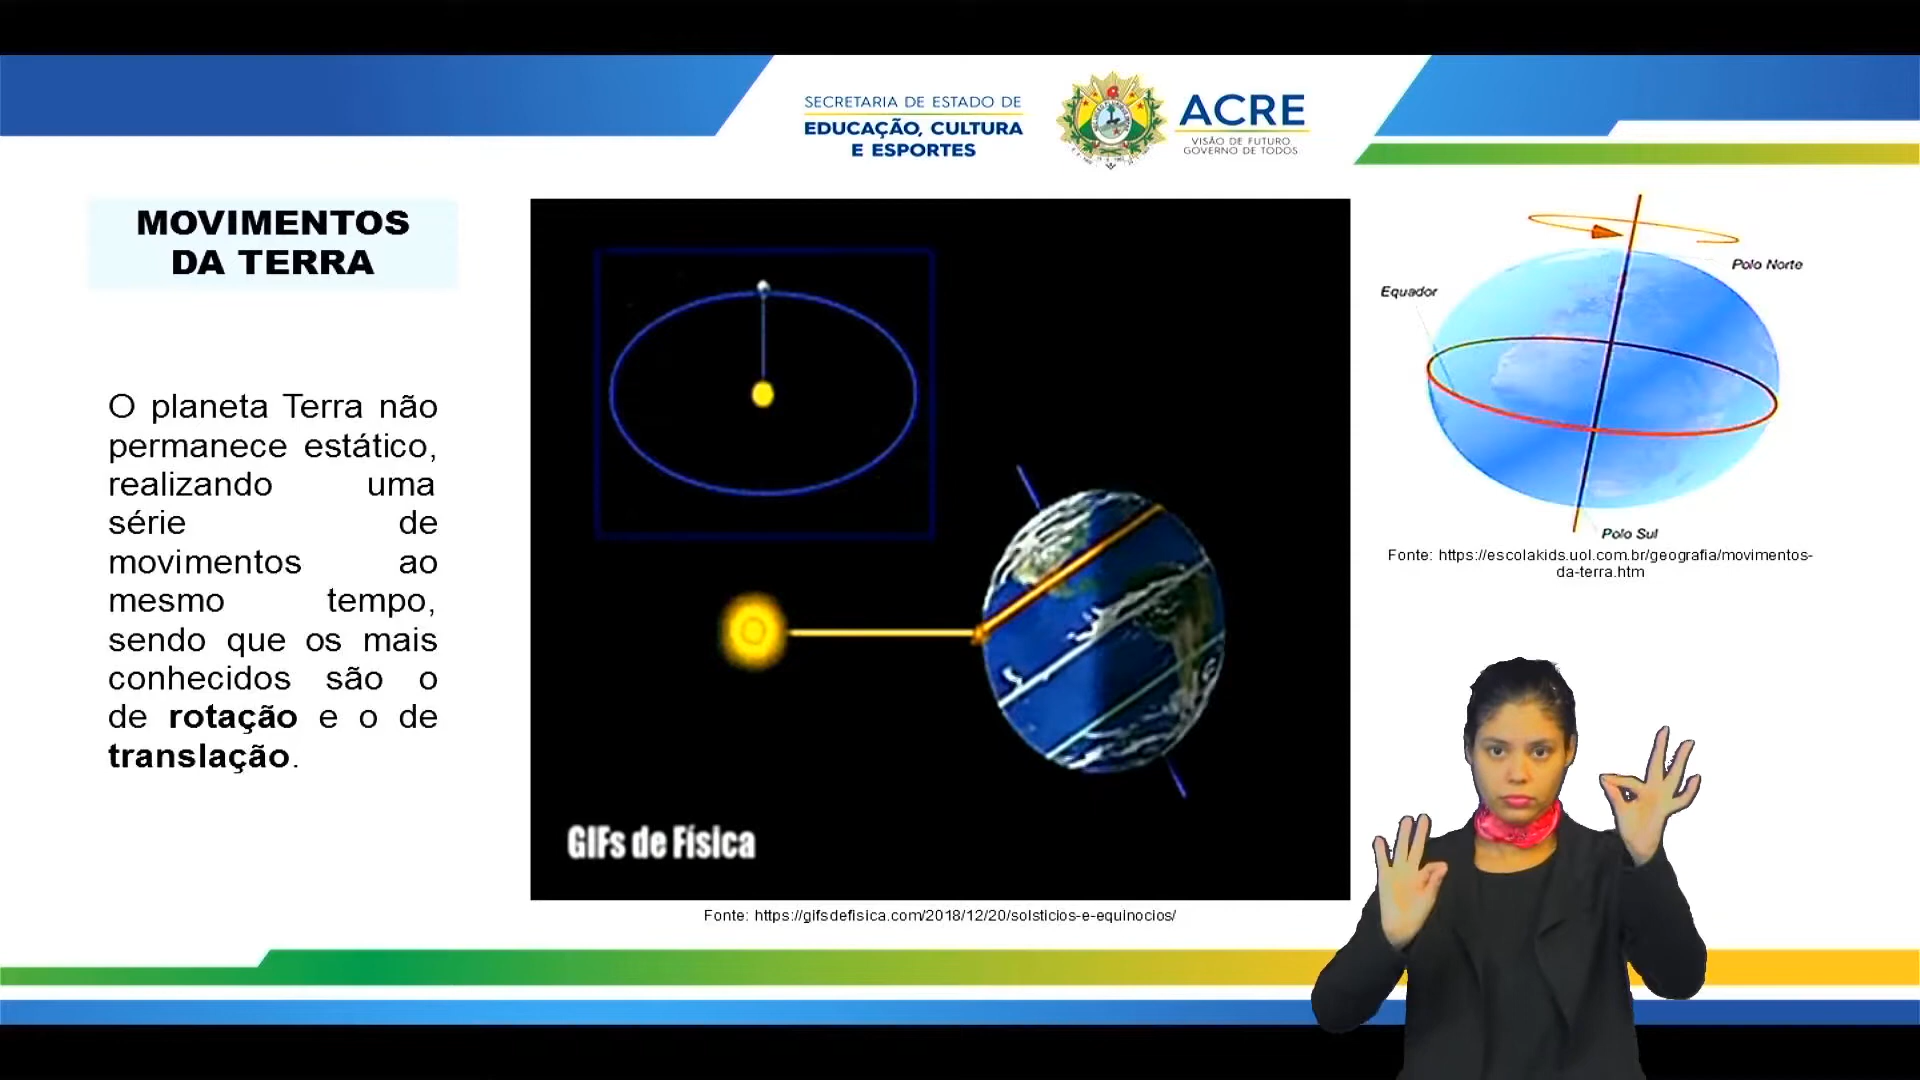 SECRETARIA DE ESTADO DE
EDUCAÇÃO, CULTURA
E ESPORTES
ACRE
VISÃO DE FUTURO
GOVERNO DE TODOS
MOVIMENTOS
DA TERRA
O planeta Terra não
permanece estático,
realizando uma
série de
movimentos ao
mesmo tempo,
sendo que os mais
conhecidos são o
de rotação e o de
translação.
GIFs de Física
Fonte: https://gifsdefisica.com/2018/12/20/solsticios-e-equinocios/
Polo Norte
Equador
Polo Sul
Fonte: https://escolakids.uol.com.br/geografia/movimentos-
da-terra.htm